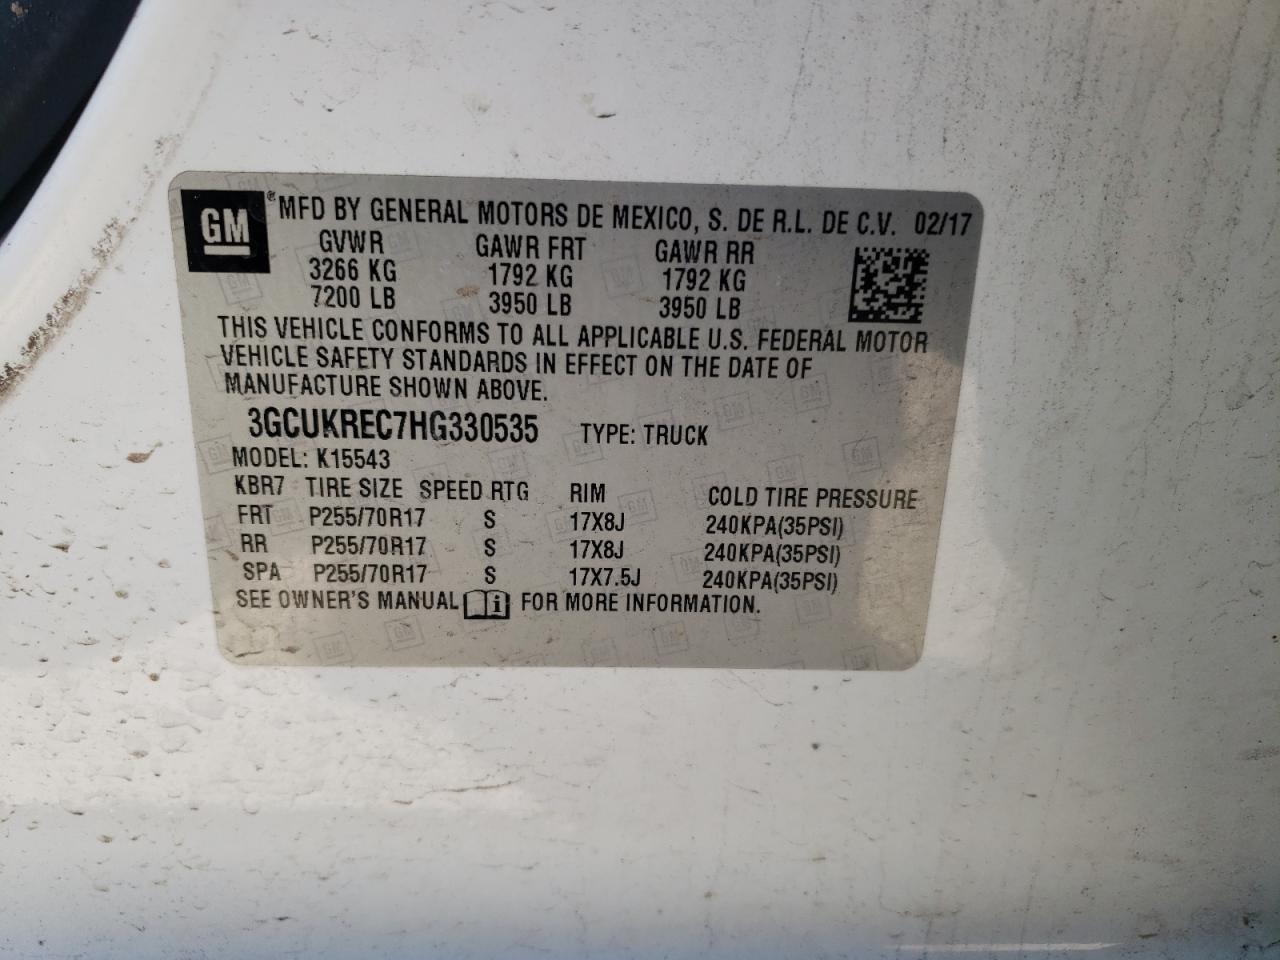 GM ® MFD BY GENERAL MOTORS DE MEXICO, S. DE R.L. DE C.V. 02/17
GVWR GAWR FRT GAWR RR
3266 KG 1792 KG 1792 KG
7200 LB 3950 LB 3950 LB
THIS VEHICLE CONFORMS TO ALL APPLICABLE U.S. FEDERAL MOTOR
VEHICLE SAFETY STANDARDS IN EFFECT ON THE DATE OF
MANUFACTURE SHOWN ABOVE.
3GCUKREC7HG330535 TYPE: TRUCK
MODEL: K15543
KBR7 TIRE SIZE SPEED RTG RIM COLD TIRE PRESSURE
FRT P255/70R17 S 17X8J 240KPA(35PSI)
RR P255/70R17 S 17X8J 240KPA(35PSI)
SPA P255/70R17 S 17X7.5J 240KPA(35PSI)
SEE OWNER'S MANUAL i FOR MORE INFORMATION.